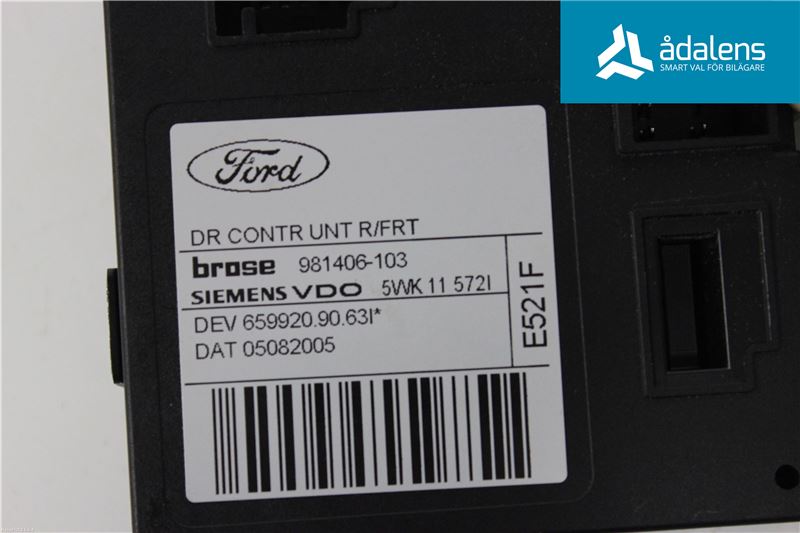 ådalens
SMART VAL FÖR BILÄGARE
Ford
DR CONTR UNT R/FRT
brose 981406-103
SIEMENS VDO 5WK 11 572I
DEV 659920.90.63I*
DAT 05082005
E521F